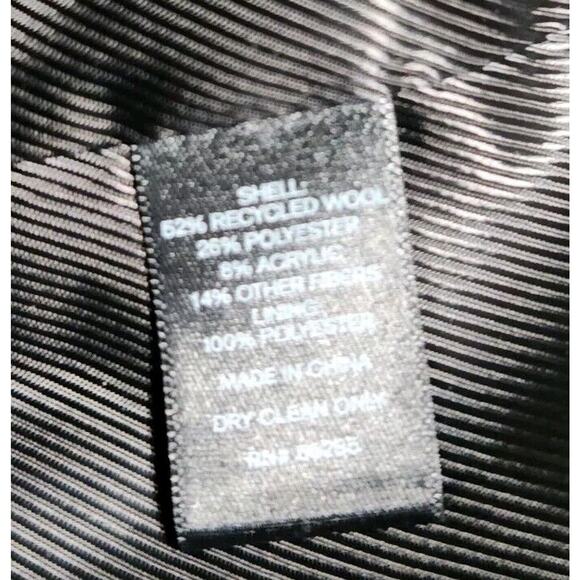 SHELL:
52% RECYCLED WOOL
26% POLYESTER
8% ACRYLIC
14% OTHER FIBERS
LINING:
100% POLYESTER
MADE IN CHINA
DRY CLEAN ONLY
RN#